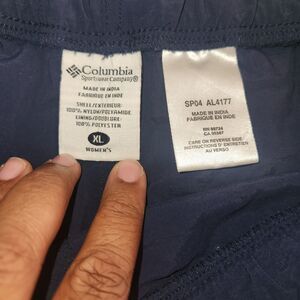 Columbia
Sportswear Company®
MADE IN INDIA
FABRIQUE EN INDE
SHELL/EXTERIEUR:
100% NYLON/POLYAMIDE
LINING/DOUBLURE:
100% POLYESTER
XL
WOMEN'S
SP04 AL4177
MADE IN INDIA
FABRIQUE EN INDE
RN 69724
CA 05367
CARE ON REVERSE SIDE
INSTRUCTIONS D'ENTRETIEN
AU VERSO